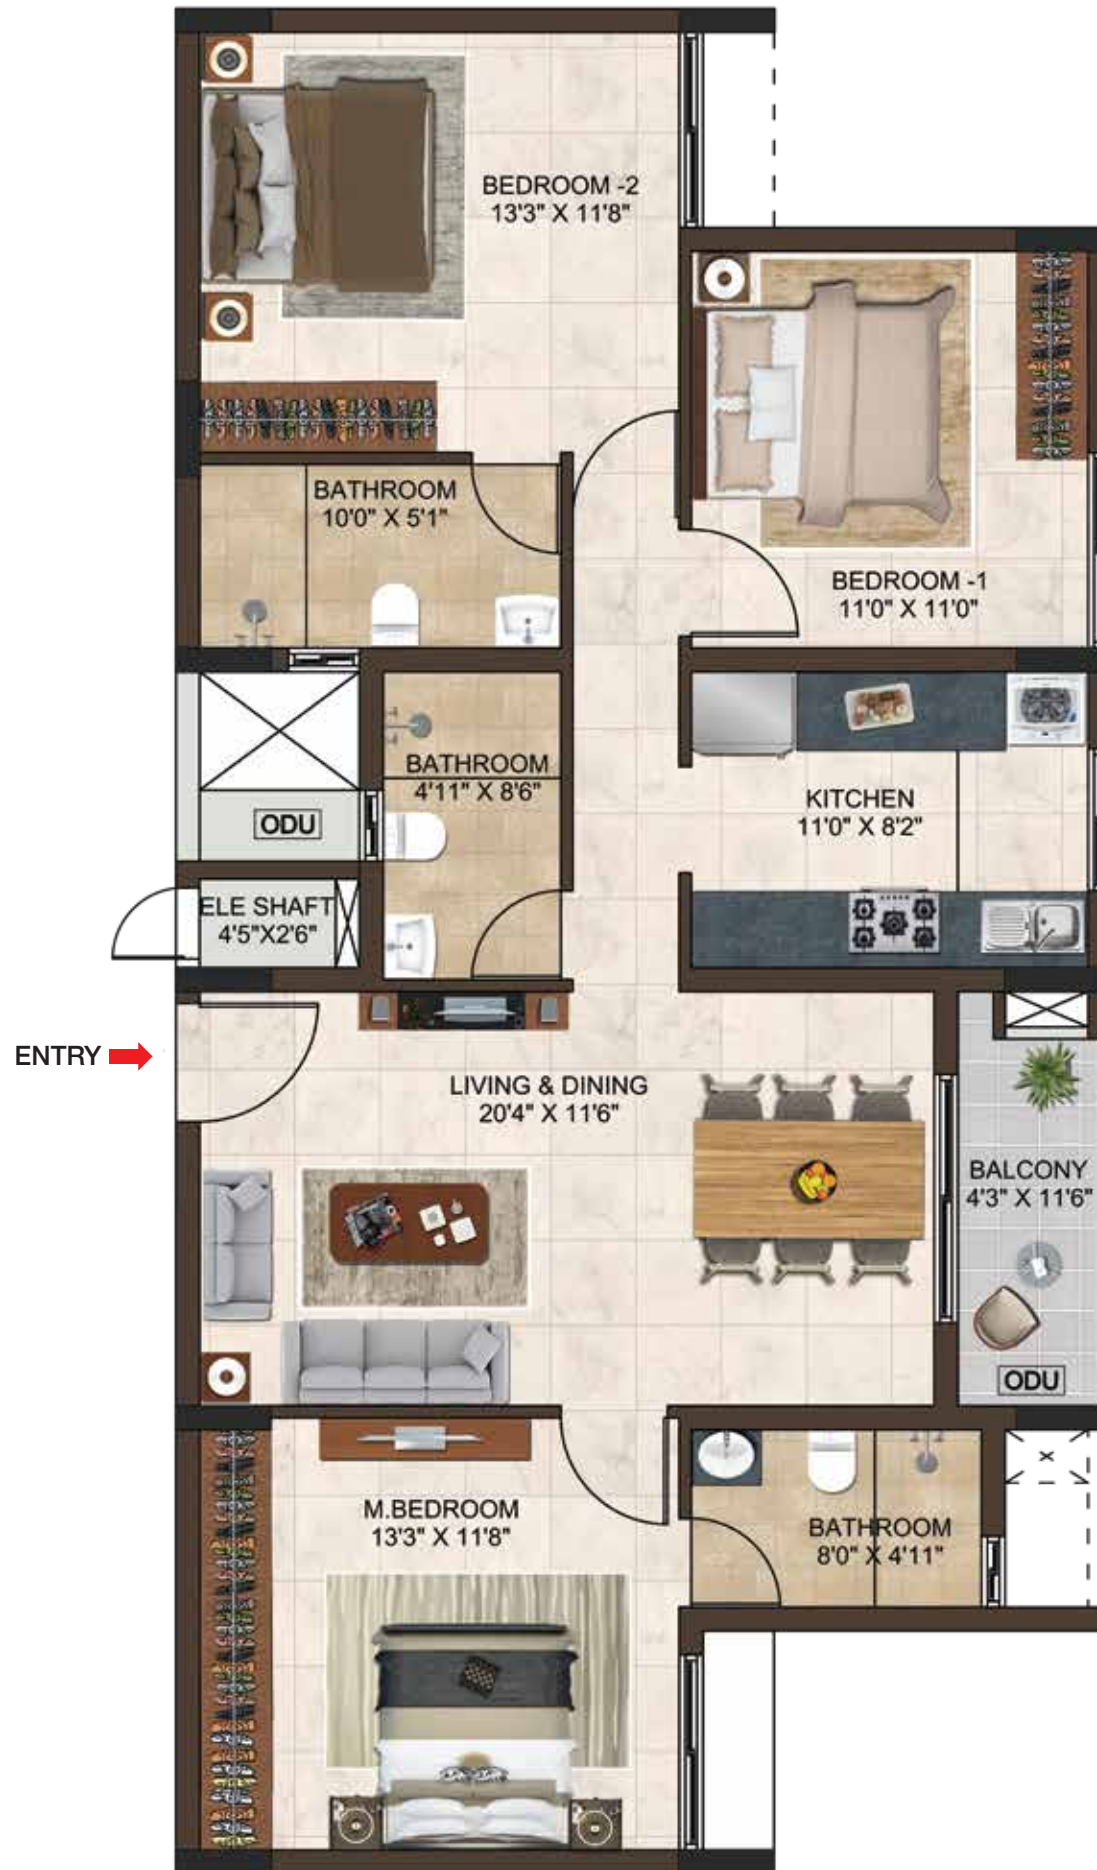 BEDROOM -2
13'3" X 11'8"
BATHROOM
10'0" X 5'1"
BEDROOM -1
11'0" X 11'0"
BATHROOM
4'11" X 8'6"
KITCHEN
11'0" X 8'2"
ODU
ELE SHAFT
4'5"X2'6"
ENTRY
LIVING & DINING
20'4" X 11'6"
BALCONY
4'3" X 11'6"
ODU
M.BEDROOM
13'3" X 11'8"
BATHROOM
8'0" X 4'11"